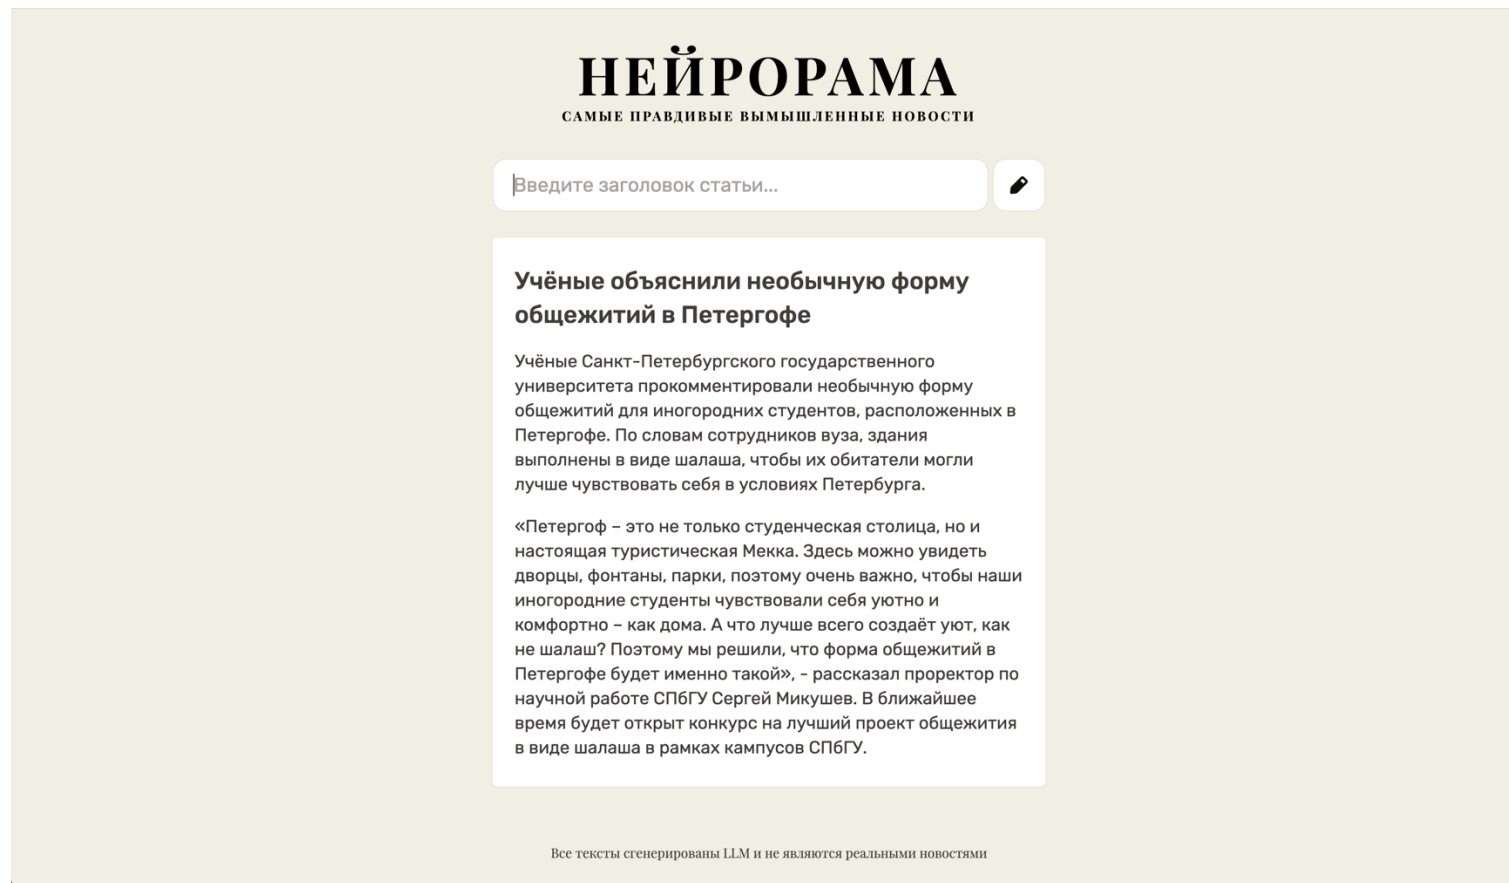 НЕЙРОРАМА
САМЫЕ ПРАВДИВЫЕ ВЫМЫШЛЕННЫЕ НОВОСТИ
Введите заголовок статьи...
Учёные объяснили необычную форму
общежитий в Петергофе
Учёные Санкт-Петербургского государственного
университета прокомментировали необычную форму
общежитий для иногородних студентов, расположенных в
Петергофе. По словам сотрудников вуза, здания
выполнены в виде шалаша, чтобы их обитатели могли
лучше чувствовать себя в условиях Петербурга.
«Петергоф – это не только студенческая столица, но и
настоящая туристическая Мекка. Здесь можно увидеть
дворцы, фонтаны, парки, поэтому очень важно, чтобы наши
иногородние студенты чувствовали себя уютно и
комфортно – как дома. А что лучше всего создаёт уют, как
не шалаш? Поэтому мы решили, что форма общежитий в
Петергофе будет именно такой», - рассказал проректор по
научной работе СПбГУ Сергей Микушев. В ближайшее
время будет открыт конкурс на лучший проект общежития
в виде шалаша в рамках кампусов СПбГУ.
Все тексты сгенерированы LLM и не являются реальными новостями